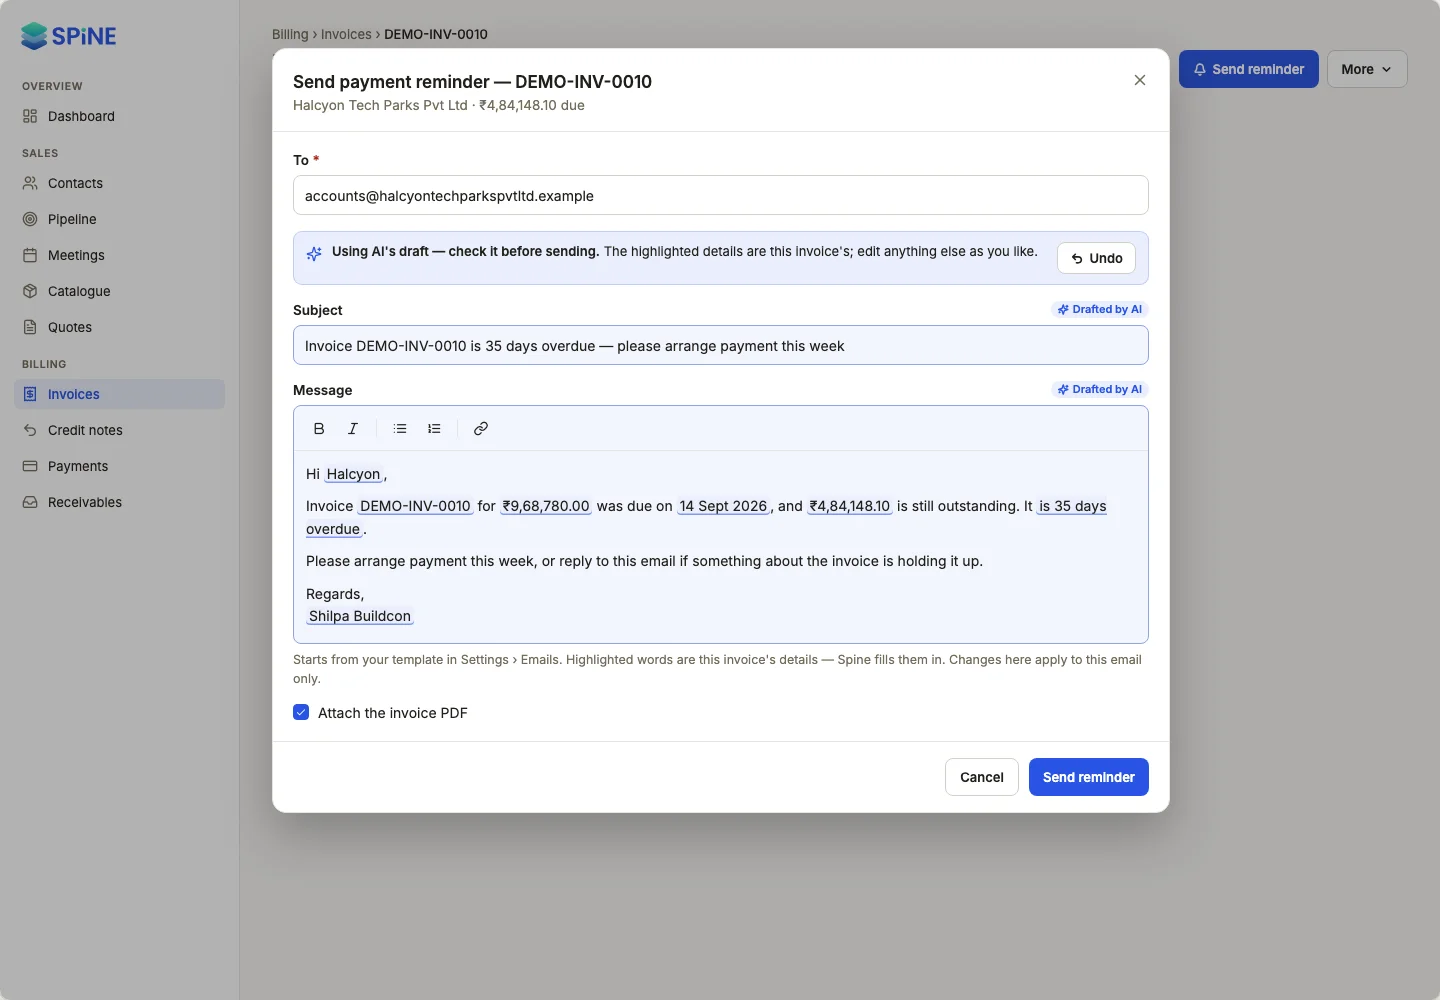 SPiNE
OVERVIEW
Dashboard
SALES
Contacts
Pipeline
Meetings
Catalogue
Quotes
BILLING
Invoices
Credit notes
Payments
Receivables
Billing › Invoices › DEMO-INV-0010
Send reminder
More
Send payment reminder — DEMO-INV-0010
Halcyon Tech Parks Pvt Ltd · ₹4,84,148.10 due
To *
accounts@halcyontechparkspvtltd.example
Using AI's draft — check it before sending. The highlighted details are this invoice's; edit anything else as you like.
Undo
Subject
Drafted by AI
Invoice DEMO-INV-0010 is 35 days overdue — please arrange payment this week
Message
Drafted by AI
B I
Hi Halcyon,
Invoice DEMO-INV-0010 for ₹9,68,780.00 was due on 14 Sept 2026, and ₹4,84,148.10 is still outstanding. It is 35 days
overdue.
Please arrange payment this week, or reply to this email if something about the invoice is holding it up.
Regards,
Shilpa Buildcon
Starts from your template in Settings › Emails. Highlighted words are this invoice's details — Spine fills them in. Changes here apply to this email
only.
Attach the invoice PDF
Cancel
Send reminder